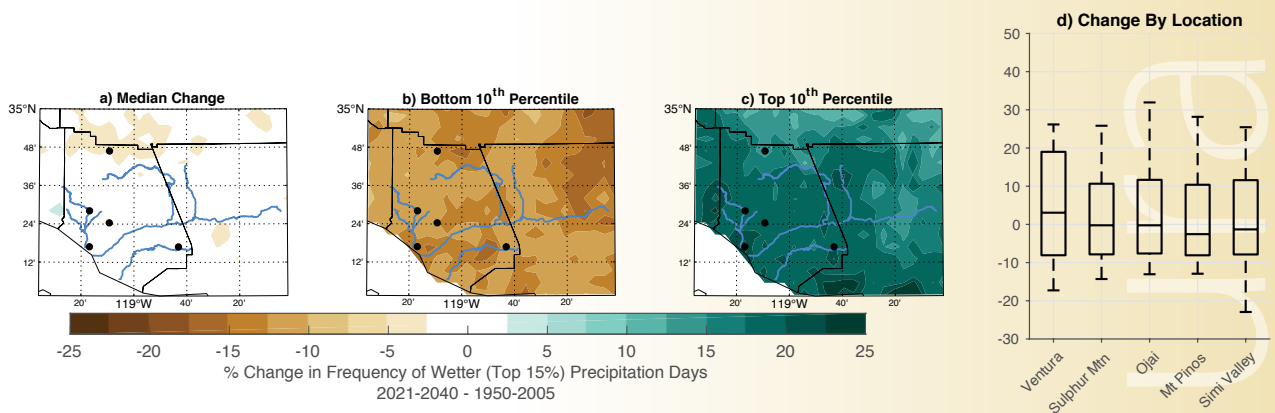 d) Change By Location
50
40
30
20
10
0
-10
-20
-30
Ventura
Sulphur Mtn
Ojai
Mt Pinos
Simi Valley
a) Median Change
35°N
48'
36'
24'
12'
20'
119°W
40'
20'
b) Bottom 10th Percentile
35°N
48'
36'
24'
12'
20'
119°W
40'
20'
c) Top 10th Percentile
35°N
48'
36'
24'
12'
20'
119°W
40'
20'
-25 -20 -15 -10 -5 0 5 10 15 20 25
% Change in Frequency of Wetter (Top 15%) Precipitation Days
2021-2040 - 1950-2005